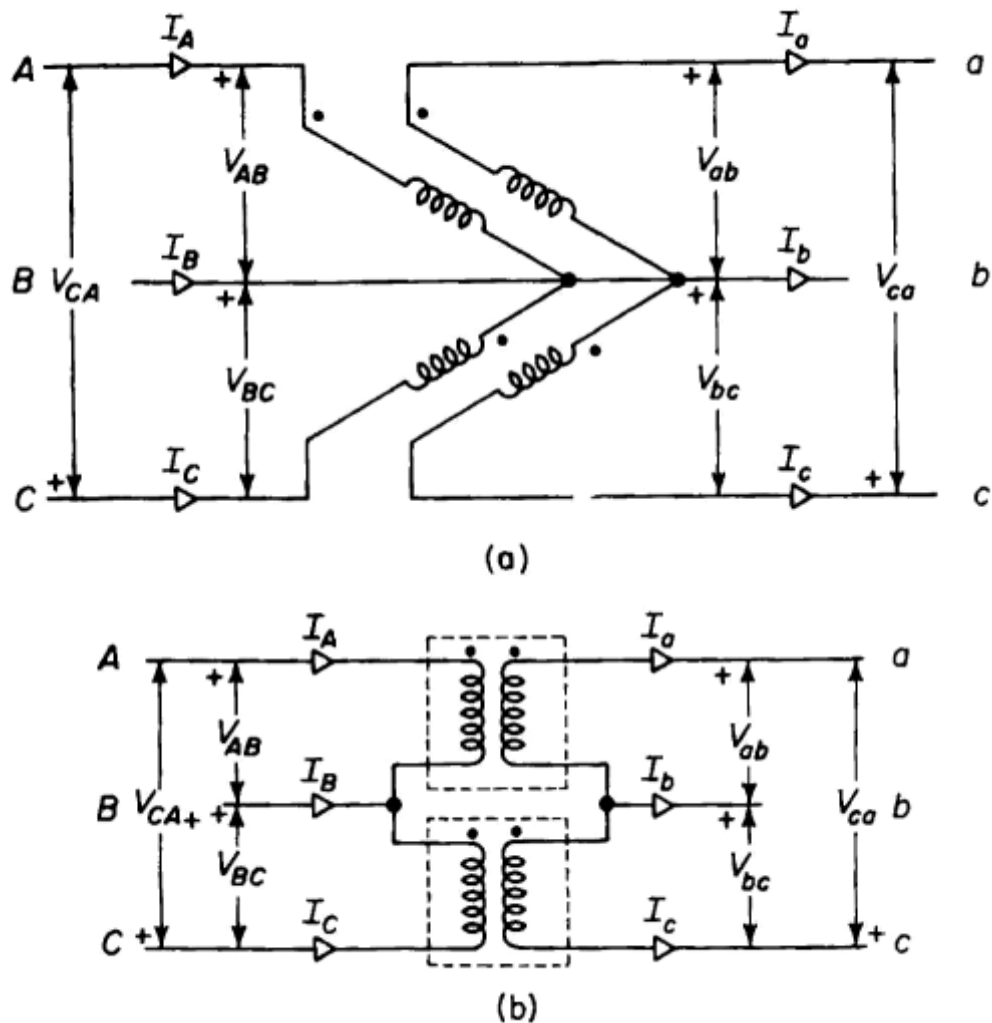 I_A I_a
A + + a
V_AB V_ab
I_B I_b
B V_CA + + V_ca b
V_BC V_bc
I_C I_c
C + + c
(a)
I_A I_a
A + + a
V_AB V_ab
I_B I_b
B V_CA + + + V_ca b
V_BC V_bc
I_C I_c
C + + c
(b)